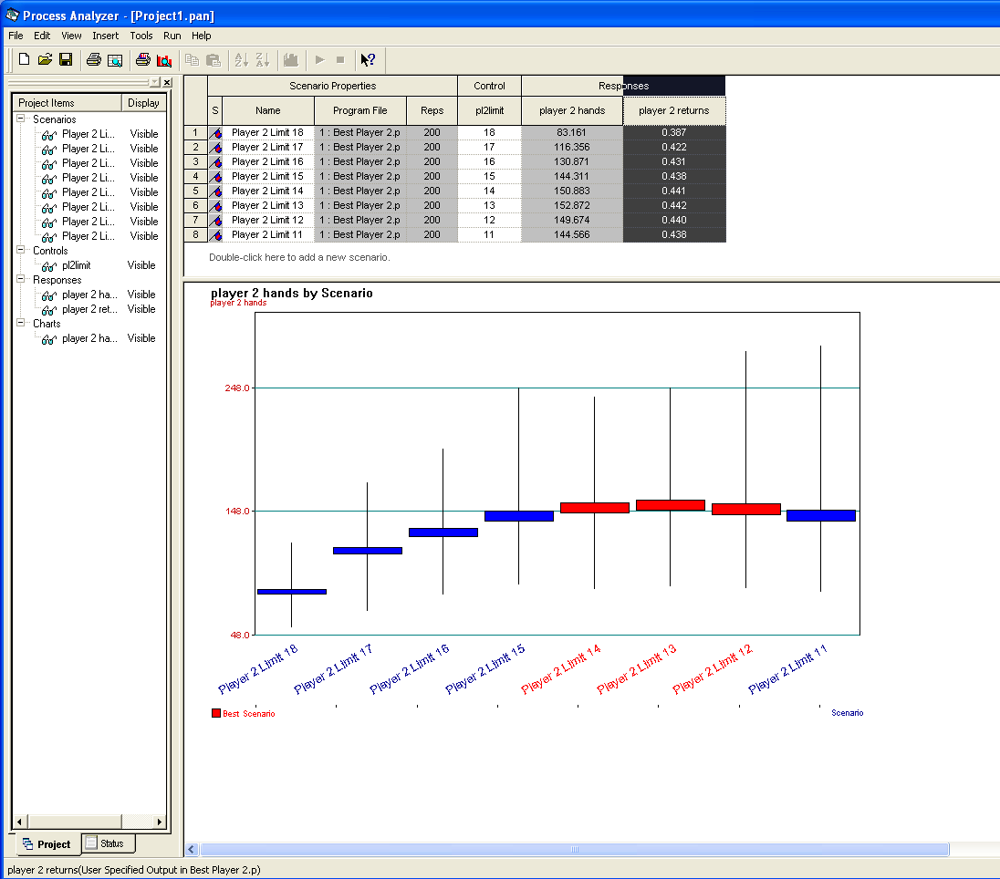 Process Analyzer - [Project1.pan]
File Edit View Insert Tools Run Help
Project Items Display
Scenarios
Player 2 Li... Visible
Player 2 Li... Visible
Player 2 Li... Visible
Player 2 Li... Visible
Player 2 Li... Visible
Player 2 Li... Visible
Player 2 Li... Visible
Player 2 Li... Visible
Controls
pl2limit Visible
Responses
player 2 ha... Visible
player 2 ret... Visible
Charts
player 2 ha... Visible
Project Status
Scenario Properties Control Responses
S Name Program File Reps pl2limit player 2 hands player 2 returns
1 Player 2 Limit 18 1 : Best Player 2.p 200 18 83.161 0.387
2 Player 2 Limit 17 1 : Best Player 2.p 200 17 116.356 0.422
3 Player 2 Limit 16 1 : Best Player 2.p 200 16 130.871 0.431
4 Player 2 Limit 15 1 : Best Player 2.p 200 15 144.311 0.438
5 Player 2 Limit 14 1 : Best Player 2.p 200 14 150.883 0.441
6 Player 2 Limit 13 1 : Best Player 2.p 200 13 152.872 0.442
7 Player 2 Limit 12 1 : Best Player 2.p 200 12 149.674 0.440
8 Player 2 Limit 11 1 : Best Player 2.p 200 11 144.566 0.438
Double-click here to add a new scenario.
player 2 hands by Scenario
player 2 hands
248.0
148.0
48.0
Player 2 Limit 18 Player 2 Limit 17 Player 2 Limit 16 Player 2 Limit 15 Player 2 Limit 14 Player 2 Limit 13 Player 2 Limit 12 Player 2 Limit 11
Best Scenario Scenario
player 2 returns(User Specified Output in Best Player 2.p)